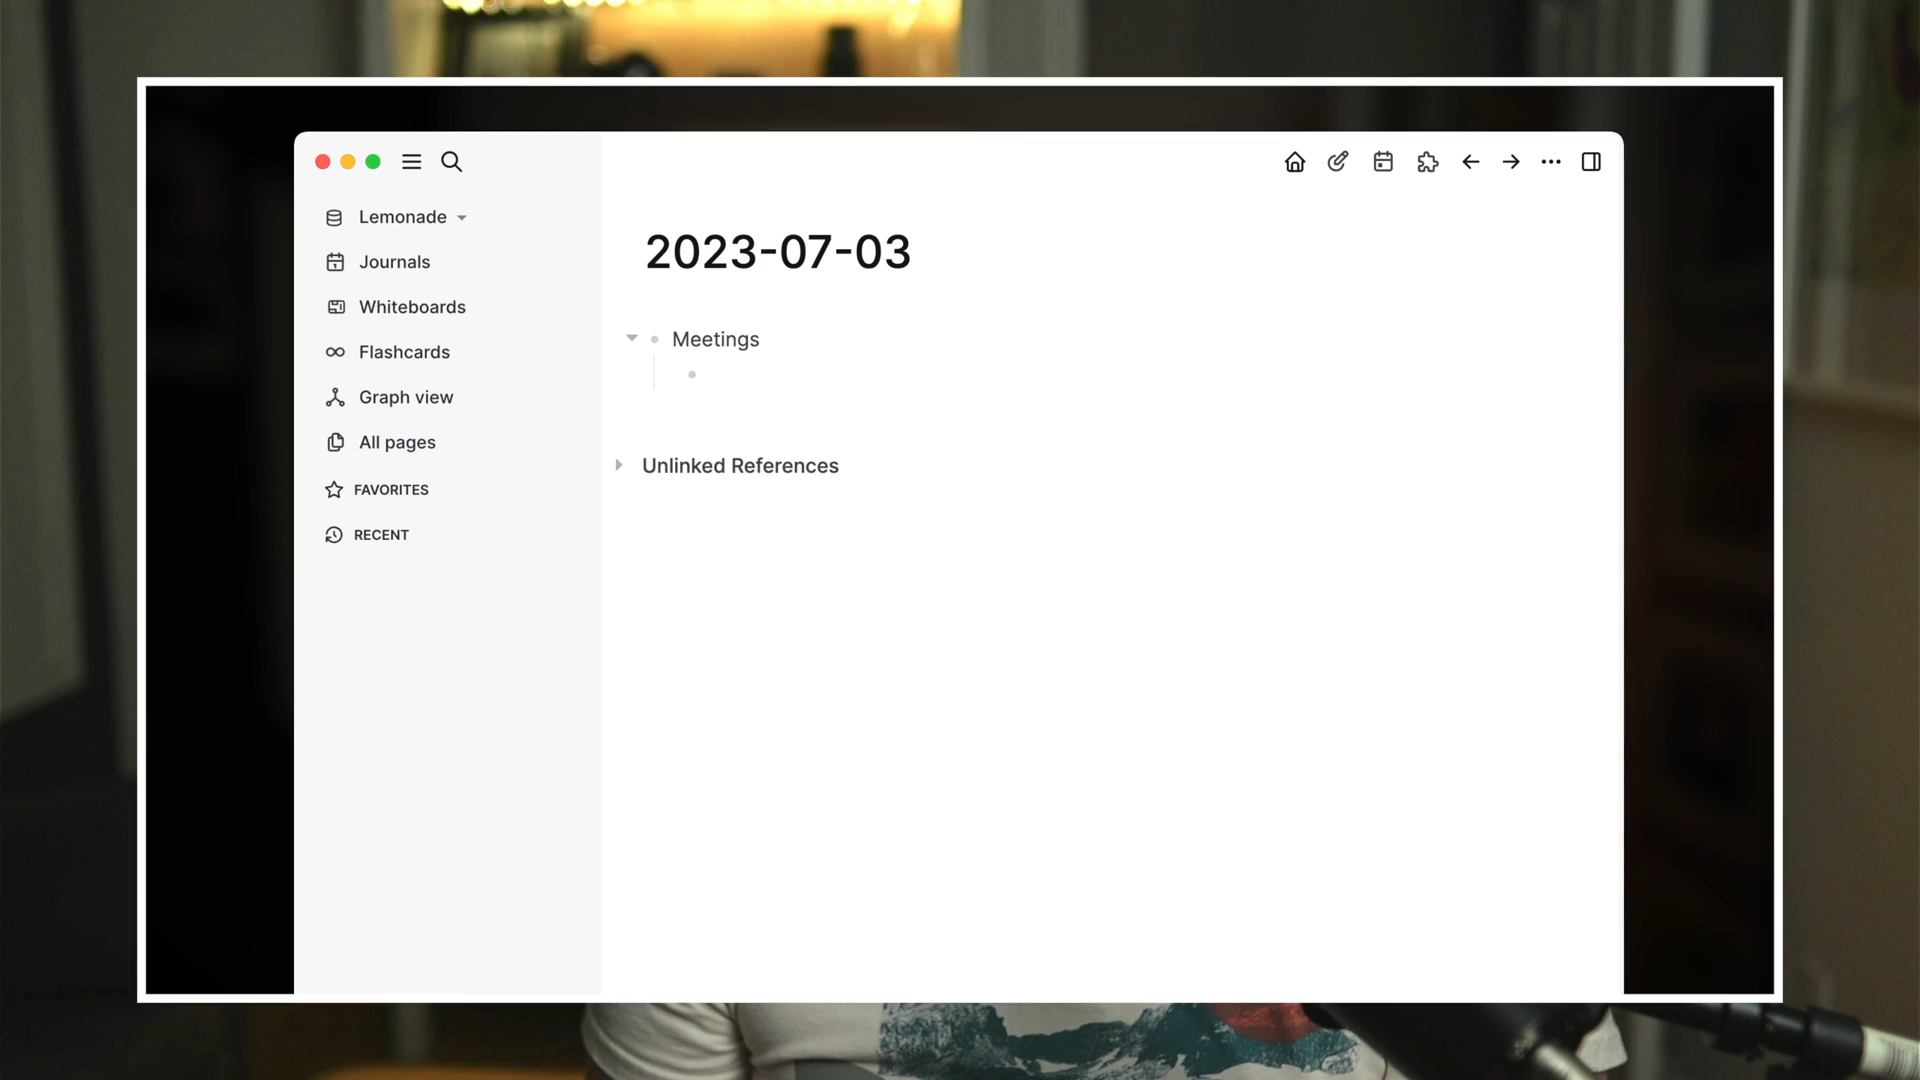 Lemonade
Journals
Whiteboards
Flashcards
Graph view
All pages
FAVORITES
RECENT
2023-07-03
Meetings
Unlinked References